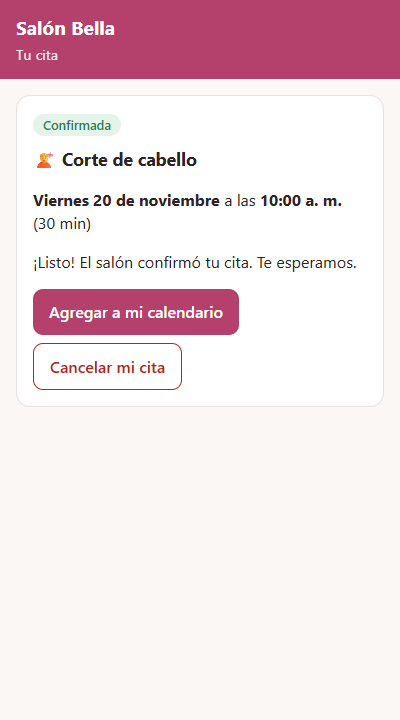 Salón Bella
Tu cita
Confirmada
Corte de cabello
Viernes 20 de noviembre a las 10:00 a. m.
(30 min)
¡Listo! El salón confirmó tu cita. Te esperamos.
Agregar a mi calendario
Cancelar mi cita